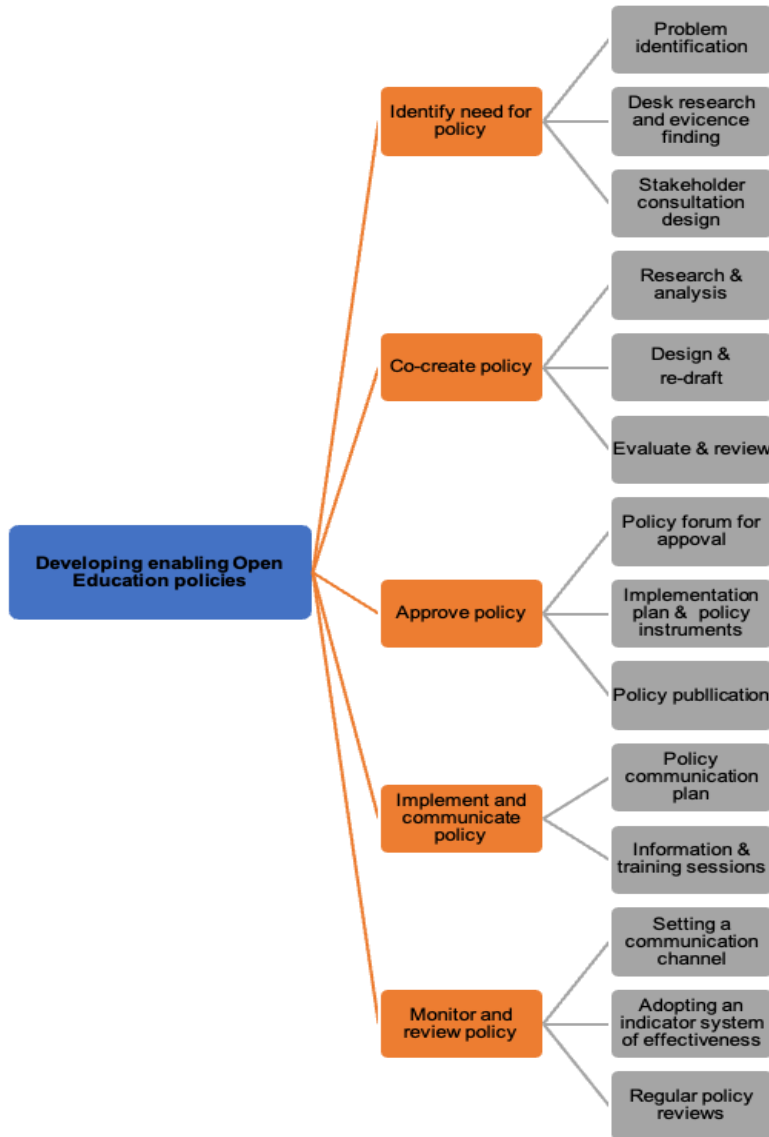 Developing enabling Open
Education policies
Identify need for
policy
Problem
identification
Desk research
and evicence
finding
Stakeholder
consultation
design
Co-create policy
Research &
analysis
Design &
re-draft
Evaluate & review
Approve policy
Policy forum for
appoval
Implementation
plan & policy
instruments
Policy publlication
Implement and
communicate
policy
Policy
communication
plan
Information &
training sessions
Monitor and
review policy
Setting a
communication
channel
Adopting an
indicator system
of effectiveness
Regular policy
reviews